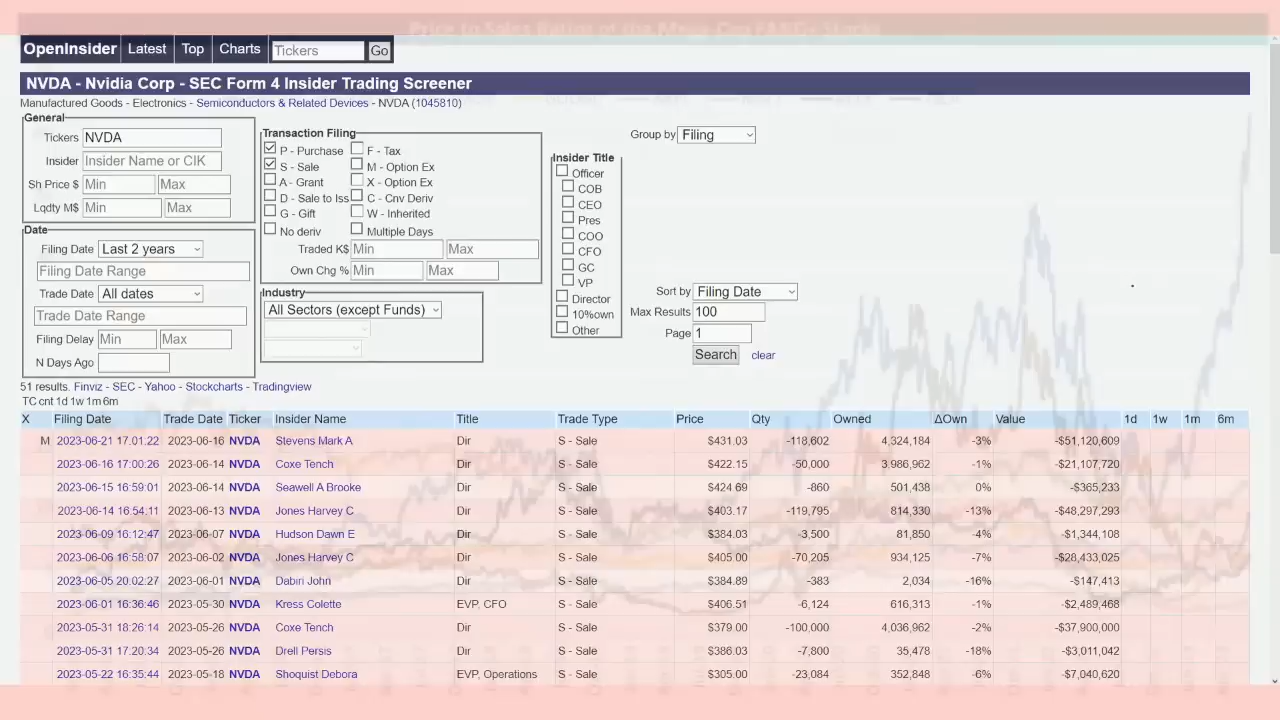 Price to Sales Ratios of the Mega Cap FAANG+ Stocks
OpenInsider Latest Top Charts Tickers Go
NVDA - Nvidia Corp - SEC Form 4 Insider Trading Screener
Manufactured Goods - Electronics - Semiconductors & Related Devices - NVDA (1045810)
General
Tickers NVDA
Insider Insider Name or CIK
Sh Price $ Min Max
Lqdty M$ Min Max
Date
Filing Date Last 2 years
Filing Date Range
Trade Date All dates
Trade Date Range
Filing Delay Min Max
N Days Ago
Transaction Filing
P - Purchase F - Tax
S - Sale M - Option Ex
A - Grant X - Option Ex
D - Sale to Iss C - Cnv Deriv
G - Gift W - Inherited
No deriv Multiple Days
Traded K$ Min Max
Own Chg % Min Max
Industry
All Sectors (except Funds)
Insider Title
Officer
COB
CEO
Pres
COO
CFO
GC
VP
Director
10%own
Other
Group by Filing
Sort by Filing Date
Max Results 100
Page 1
Search clear
51 results. Finviz - SEC - Yahoo - Stockcharts - Tradingview
TC cnt 1d 1w 1m 6m
X Filing Date Trade Date Ticker Insider Name Title Trade Type Price Qty Owned ΔOwn Value 1d 1w 1m 6m
M 2023-06-21 17:01:22 2023-06-16 NVDA Stevens Mark A Dir S - Sale $431.03 -118,602 4,324,184 -3% -$51,120,609
2023-06-16 17:00:26 2023-06-14 NVDA Coxe Tench Dir S - Sale $422.15 -50,000 3,986,962 -1% -$21,107,720
2023-06-15 16:59:01 2023-06-14 NVDA Seawell A Brooke Dir S - Sale $424.69 -860 501,438 0% -$365,233
2023-06-14 16:54:11 2023-06-13 NVDA Jones Harvey C Dir S - Sale $403.17 -119,795 814,330 -13% -$48,297,293
2023-06-09 16:12:47 2023-06-07 NVDA Hudson Dawn E Dir S - Sale $384.03 -3,500 81,850 -4% -$1,344,108
2023-06-06 16:58:07 2023-06-02 NVDA Jones Harvey C Dir S - Sale $405.00 -70,205 934,125 -7% -$28,433,025
2023-06-05 20:02:27 2023-06-01 NVDA Dabiri John Dir S - Sale $384.89 -383 2,034 -16% -$147,413
2023-06-01 16:36:46 2023-05-30 NVDA Kress Colette EVP, CFO S - Sale $406.51 -6,124 616,313 -1% -$2,489,468
2023-05-31 18:26:14 2023-05-26 NVDA Coxe Tench Dir S - Sale $379.00 -100,000 4,036,962 -2% -$37,900,000
2023-05-31 17:20:34 2023-05-26 NVDA Drell Persis Dir S - Sale $386.03 -7,800 35,478 -18% -$3,011,042
2023-05-22 16:35:44 2023-05-18 NVDA Shoquist Debora EVP, Operations S - Sale $305.00 -23,084 352,848 -6% -$7,040,620